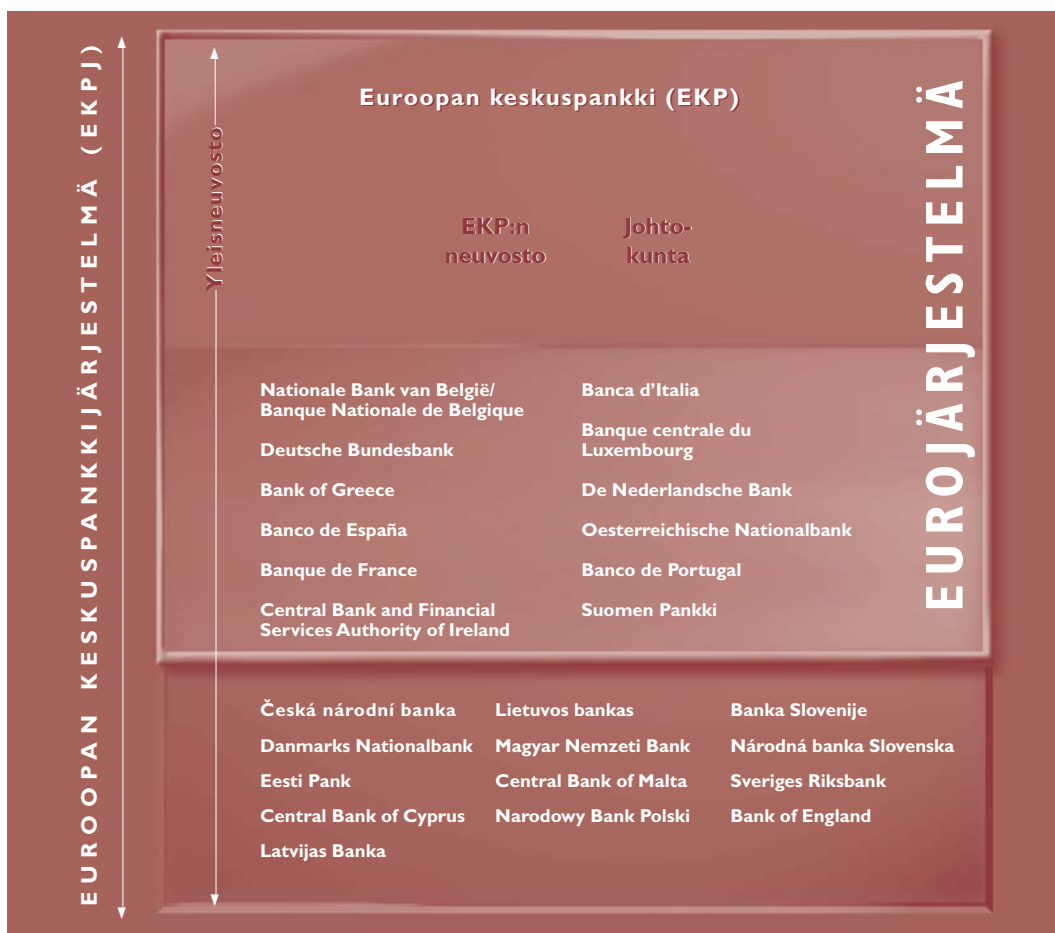 EUROOPAN KESKUSPANKKIJÄRJESTELMÄ (EKPJ)
Yleisneuvosto
Euroopan keskuspankki (EKP)
EKP:n
neuvosto
Johto-
kunta
EUROJÄRJESTELMÄ
Nationale Bank van België/
Banque Nationale de Belgique
Deutsche Bundesbank
Bank of Greece
Banco de España
Banque de France
Central Bank and Financial
Services Authority of Ireland
Banca d’Italia
Banque centrale du
Luxembourg
De Nederlandsche Bank
Oesterreichische Nationalbank
Banco de Portugal
Suomen Pankki
Česká národní banka
Danmarks Nationalbank
Eesti Pank
Central Bank of Cyprus
Latvijas Banka
Lietuvos bankas
Magyar Nemzeti Bank
Central Bank of Malta
Narodowy Bank Polski
Banka Slovenije
Národná banka Slovenska
Sveriges Riksbank
Bank of England